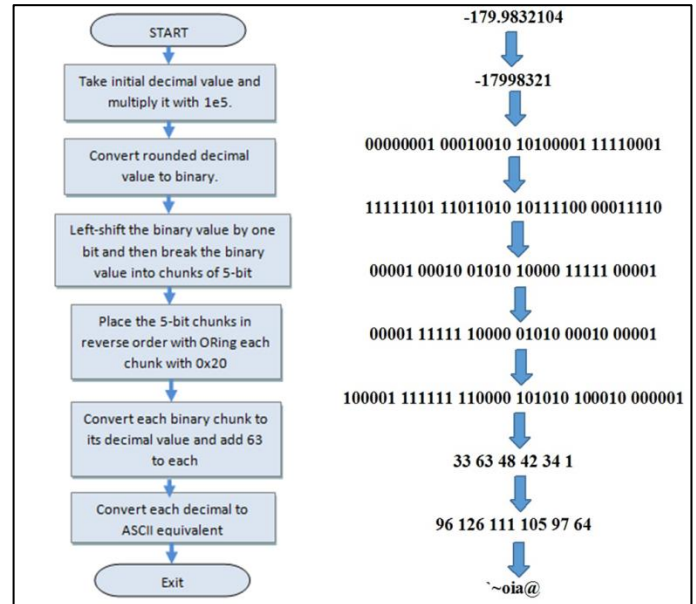 START
Take initial decimal value and
multiply it with 1e5.
Convert rounded decimal
value to binary.
Left-shift the binary value by one
bit and then break the binary
value into chunks of 5-bit
Place the 5-bit chunks in
reverse order with ORing each
chunk with 0x20
Convert each binary chunk to
its decimal value and add 63
to each
Convert each decimal to
ASCII equivalent
Exit
-179.9832104
-17998321
00000001 00010010 10100001 11110001
11111101 11011010 10111100 00011110
00001 00010 01010 10000 11111 00001
00001 11111 10000 01010 00010 00001
100001 111111 110000 101010 100010 000001
33 63 48 42 34 1
96 126 111 105 97 64
`~oia@